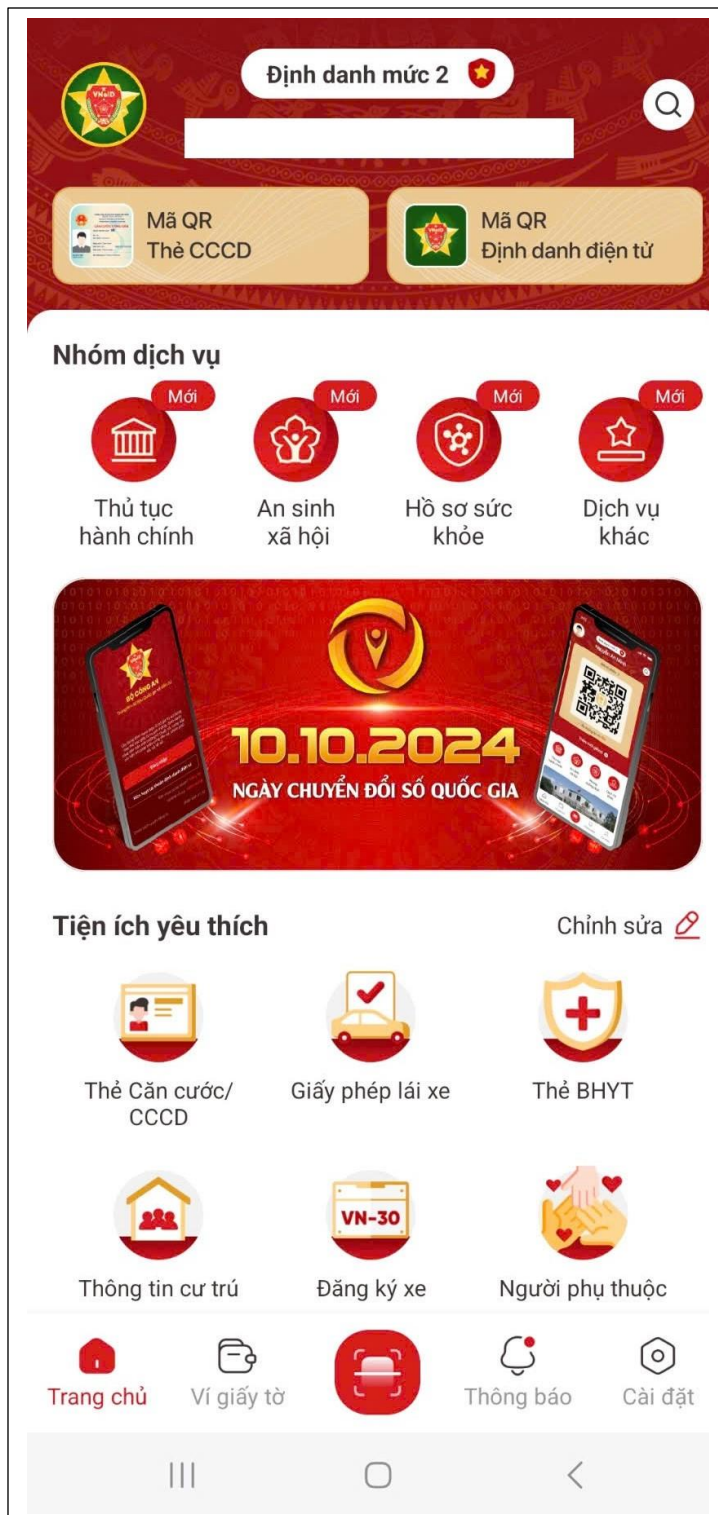 Định danh mức 2
VNeID
Mã QR
Thẻ CCCD
Mã QR
Định danh điện tử
Nhóm dịch vụ
Mới
Mới
Mới
Mới
Thủ tục
hành chính
An sinh
xã hội
Hồ sơ sức
khỏe
Dịch vụ
khác
BỘ CÔNG AN
10.10.2024
NGÀY CHUYỂN ĐỔI SỐ QUỐC GIA
Tiện ích yêu thích
Chỉnh sửa
Thẻ Căn cước/
CCCD
Giấy phép lái xe
Thẻ BHYT
VN-30
Thông tin cư trú
Đăng ký xe
Người phụ thuộc
Trang chủ
Ví giấy tờ
Thông báo
Cài đặt